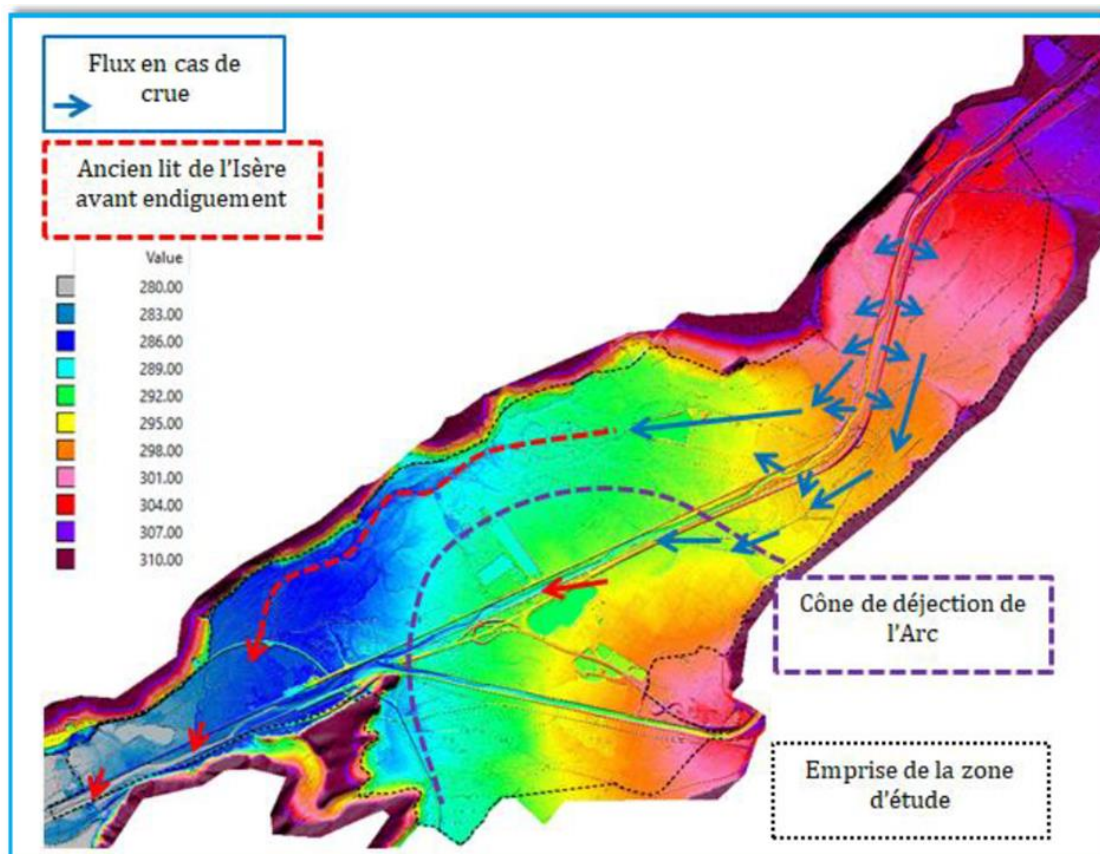 Flux en cas de
crue
Ancien lit de l'Isère
avant endiguement
Value
280.00
283.00
286.00
289.00
292.00
295.00
298.00
301.00
304.00
307.00
310.00
Cône de déjection de
l'Arc
Emprise de la zone
d'étude